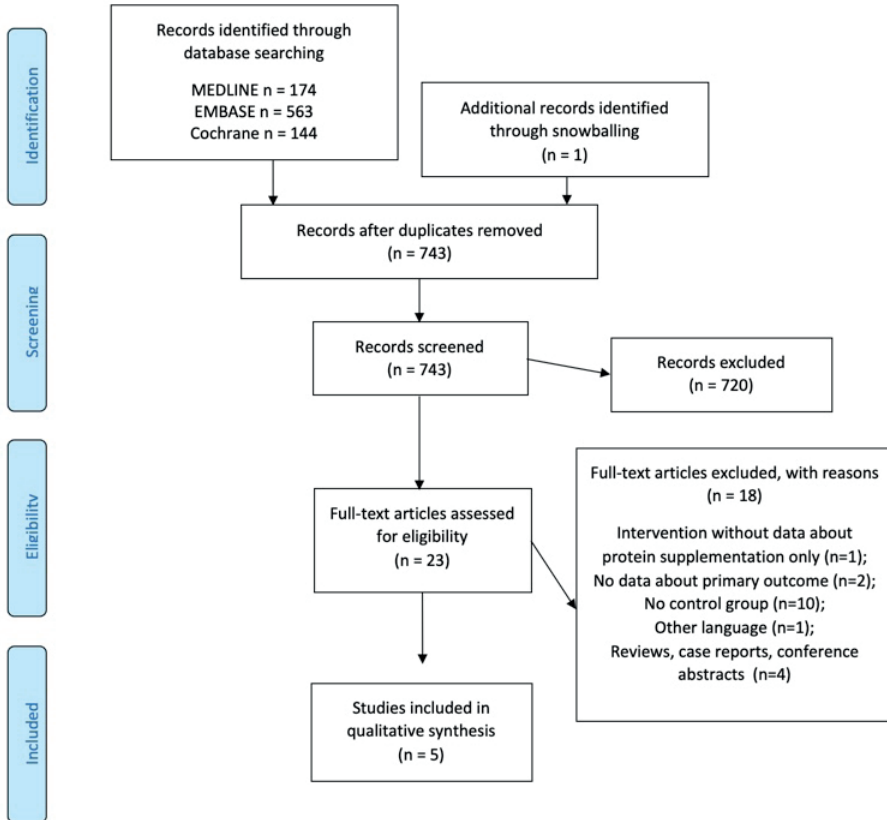 Identification
Records identified through
database searching
MEDLINE n = 174
EMBASE n = 563
Cochrane n = 144
Additional records identified
through snowballing
(n = 1)
Records after duplicates removed
(n = 743)
Screening
Records screened
(n = 743)
Records excluded
(n = 720)
Eligibility
Full-text articles assessed
for eligibility
(n = 23)
Full-text articles excluded, with reasons
(n = 18)
Intervention without data about
protein supplementation only (n=1);
No data about primary outcome (n=2);
No control group (n=10);
Other language (n=1);
Reviews, case reports, conference
abstracts (n=4)
Included
Studies included in
qualitative synthesis
(n = 5)